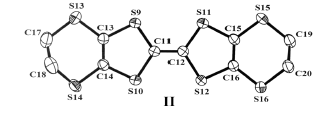 S13 S9 S11 S15
C17 C13 C15 C19
C11
C12
C18 C14 C16 C20
S14 S10 S12 S16
II